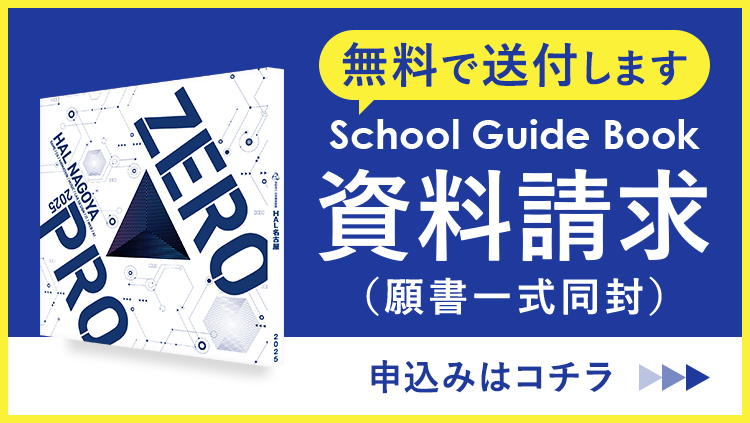 無料で送付します
School Guide Book
資料請求
（願書一式同封）
申込みはコチラ
ZERO
PRO
HAL NAGOYA
2025
HAL名古屋
2025